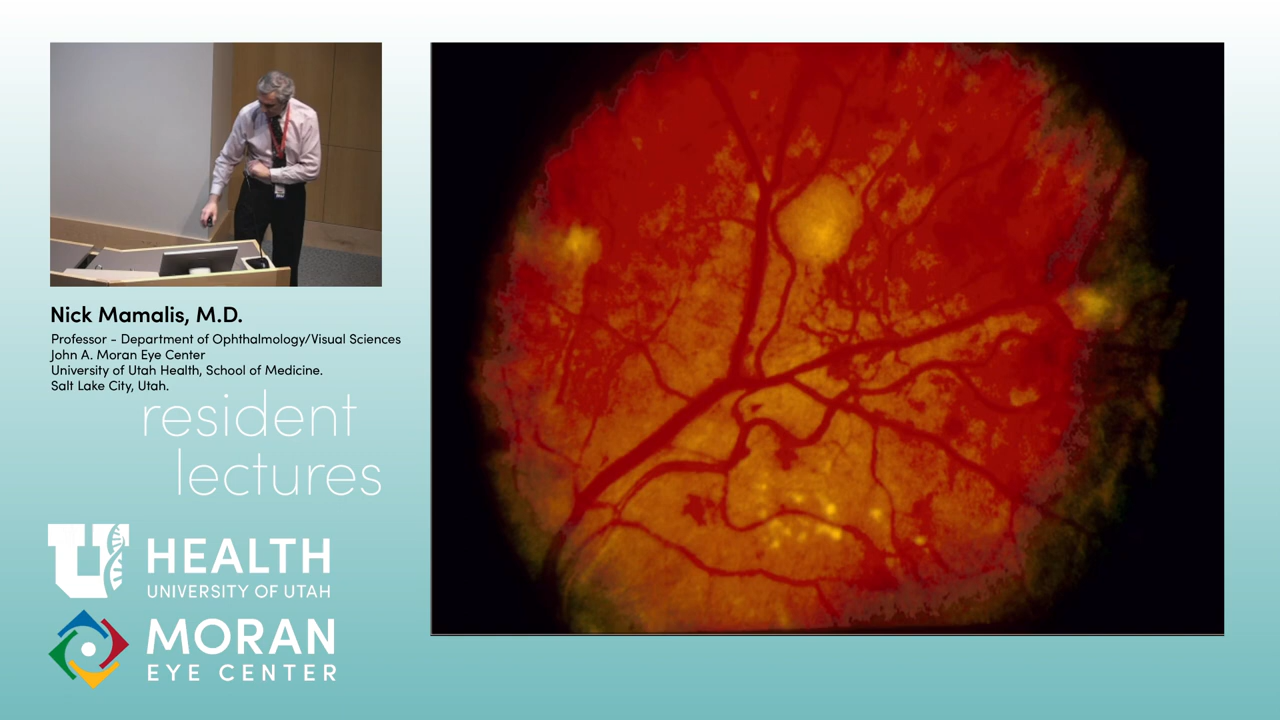 Nick Mamalis, M.D.
Professor - Department of Ophthalmology/Visual Sciences
John A. Moran Eye Center
University of Utah Health, School of Medicine.
Salt Lake City, Utah.
resident
lectures
U HEALTH
UNIVERSITY OF UTAH
MORAN
EYE CENTER